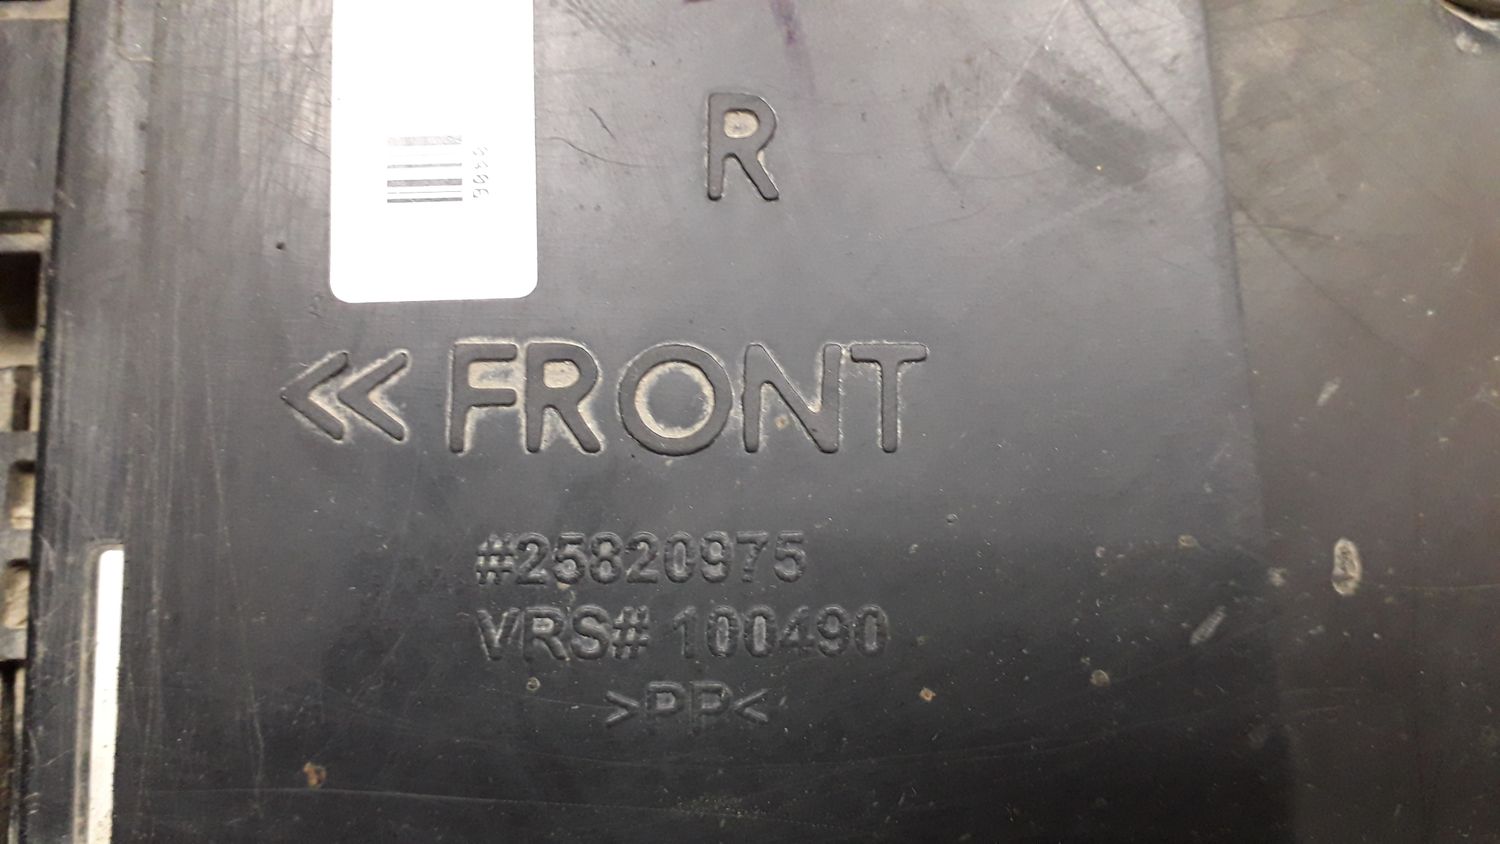 R
<< FRONT
#25820975
VRS# 100490
>PP<